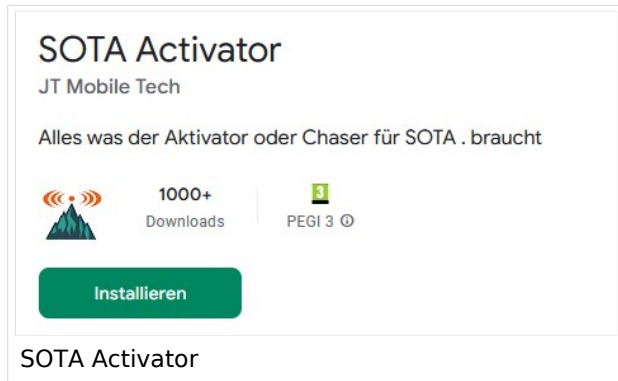 SOTA Activator
JT Mobile Tech
Alles was der Aktivator oder Chaser für SOTA . braucht
1000+
Downloads
3
PEGI 3 ⓘ
Installieren
SOTA Activator